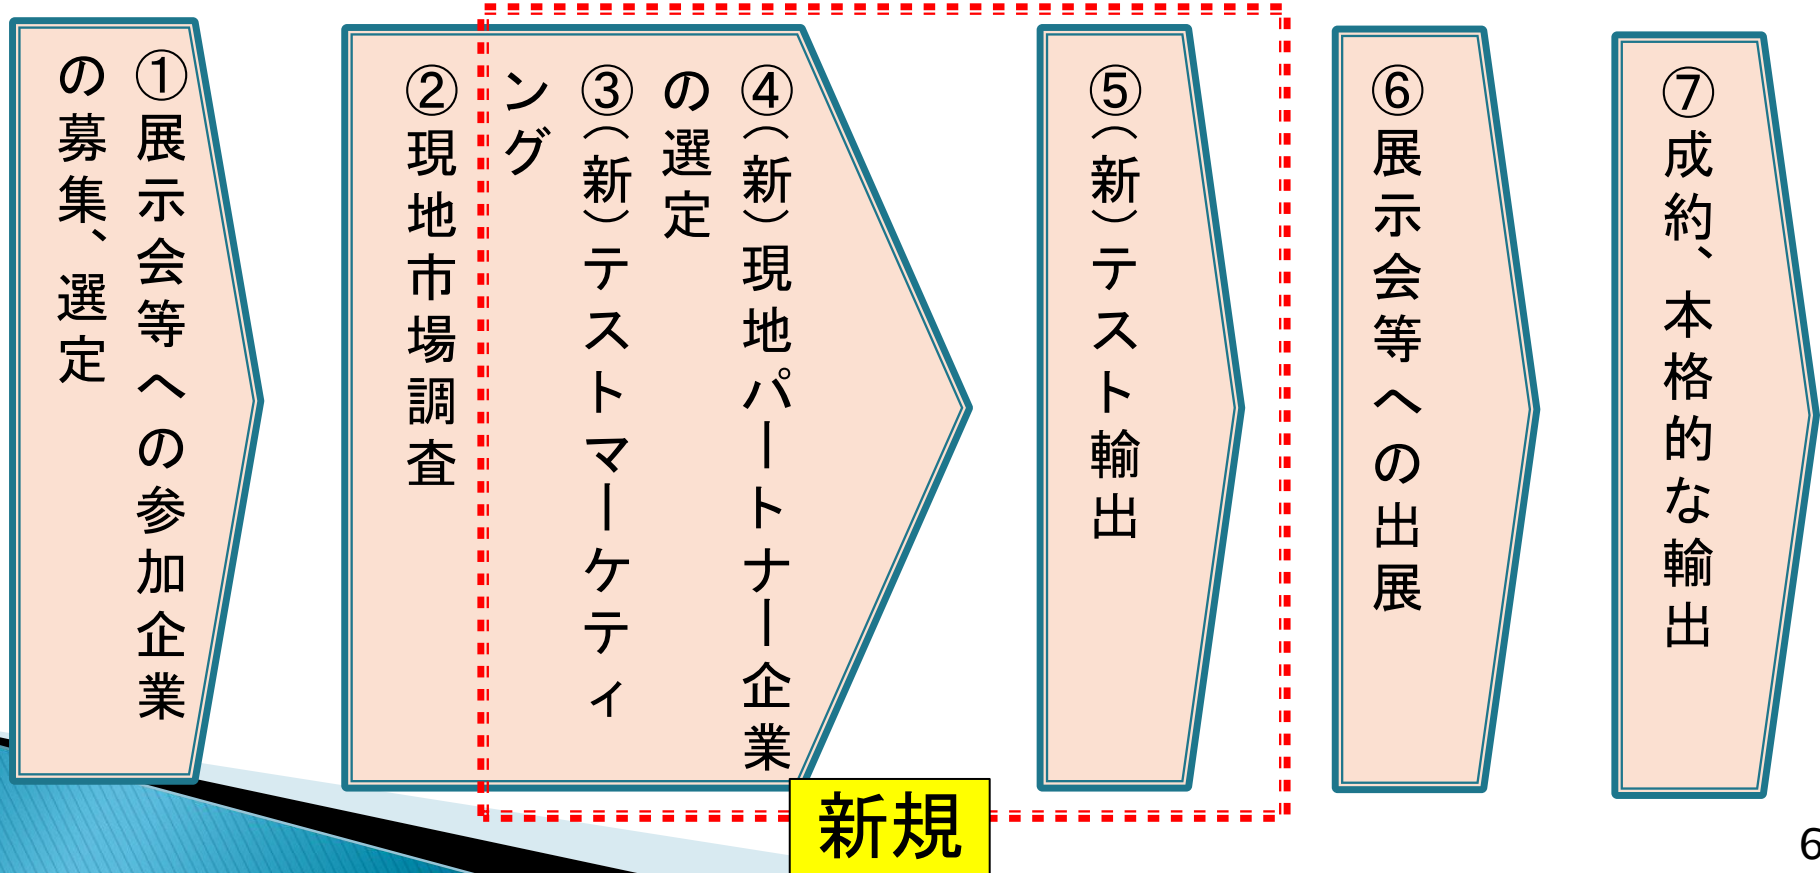 ①展示会等への参加企業
の募集、選定
②現地市場調査
③（新）テストマーケティ
ング
④（新）現地パートナー企業
の選定
⑤（新）テスト輸出
⑥展示会等への出展
⑦成約、本格的な輸出
新規
6